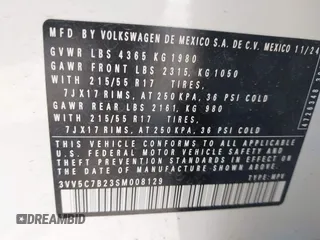 MFD BY VOLKSWAGEN DE MEXICO S.A. DE C.V. MEXICO 11/24
GVWR LBS 4365 KG 1980
GAWR FRONT LBS 2315, KG 1050
WITH 215/55 R17 TIRES,
7JX17 RIMS, AT 250 KPA, 36 PSI COLD
GAWR REAR LBS 2161, KG 980
WITH 215/55 R17 TIRES,
7JX17 RIMS, AT 250 KPA, 36 PSI COLD
THIS VEHICLE CONFORMS TO ALL APPLICABLE
FEDERAL MOTOR VEHICLE SAFETY, BUMPER, AND
THEFT PREVENTION STANDARDS IN EFFECT ON THE
DATE OF MANUFACTURE SHOWN ABOVE.
3VV5C7B23SM008129
TYPE: MPV
DREAMBID
dreambid.com